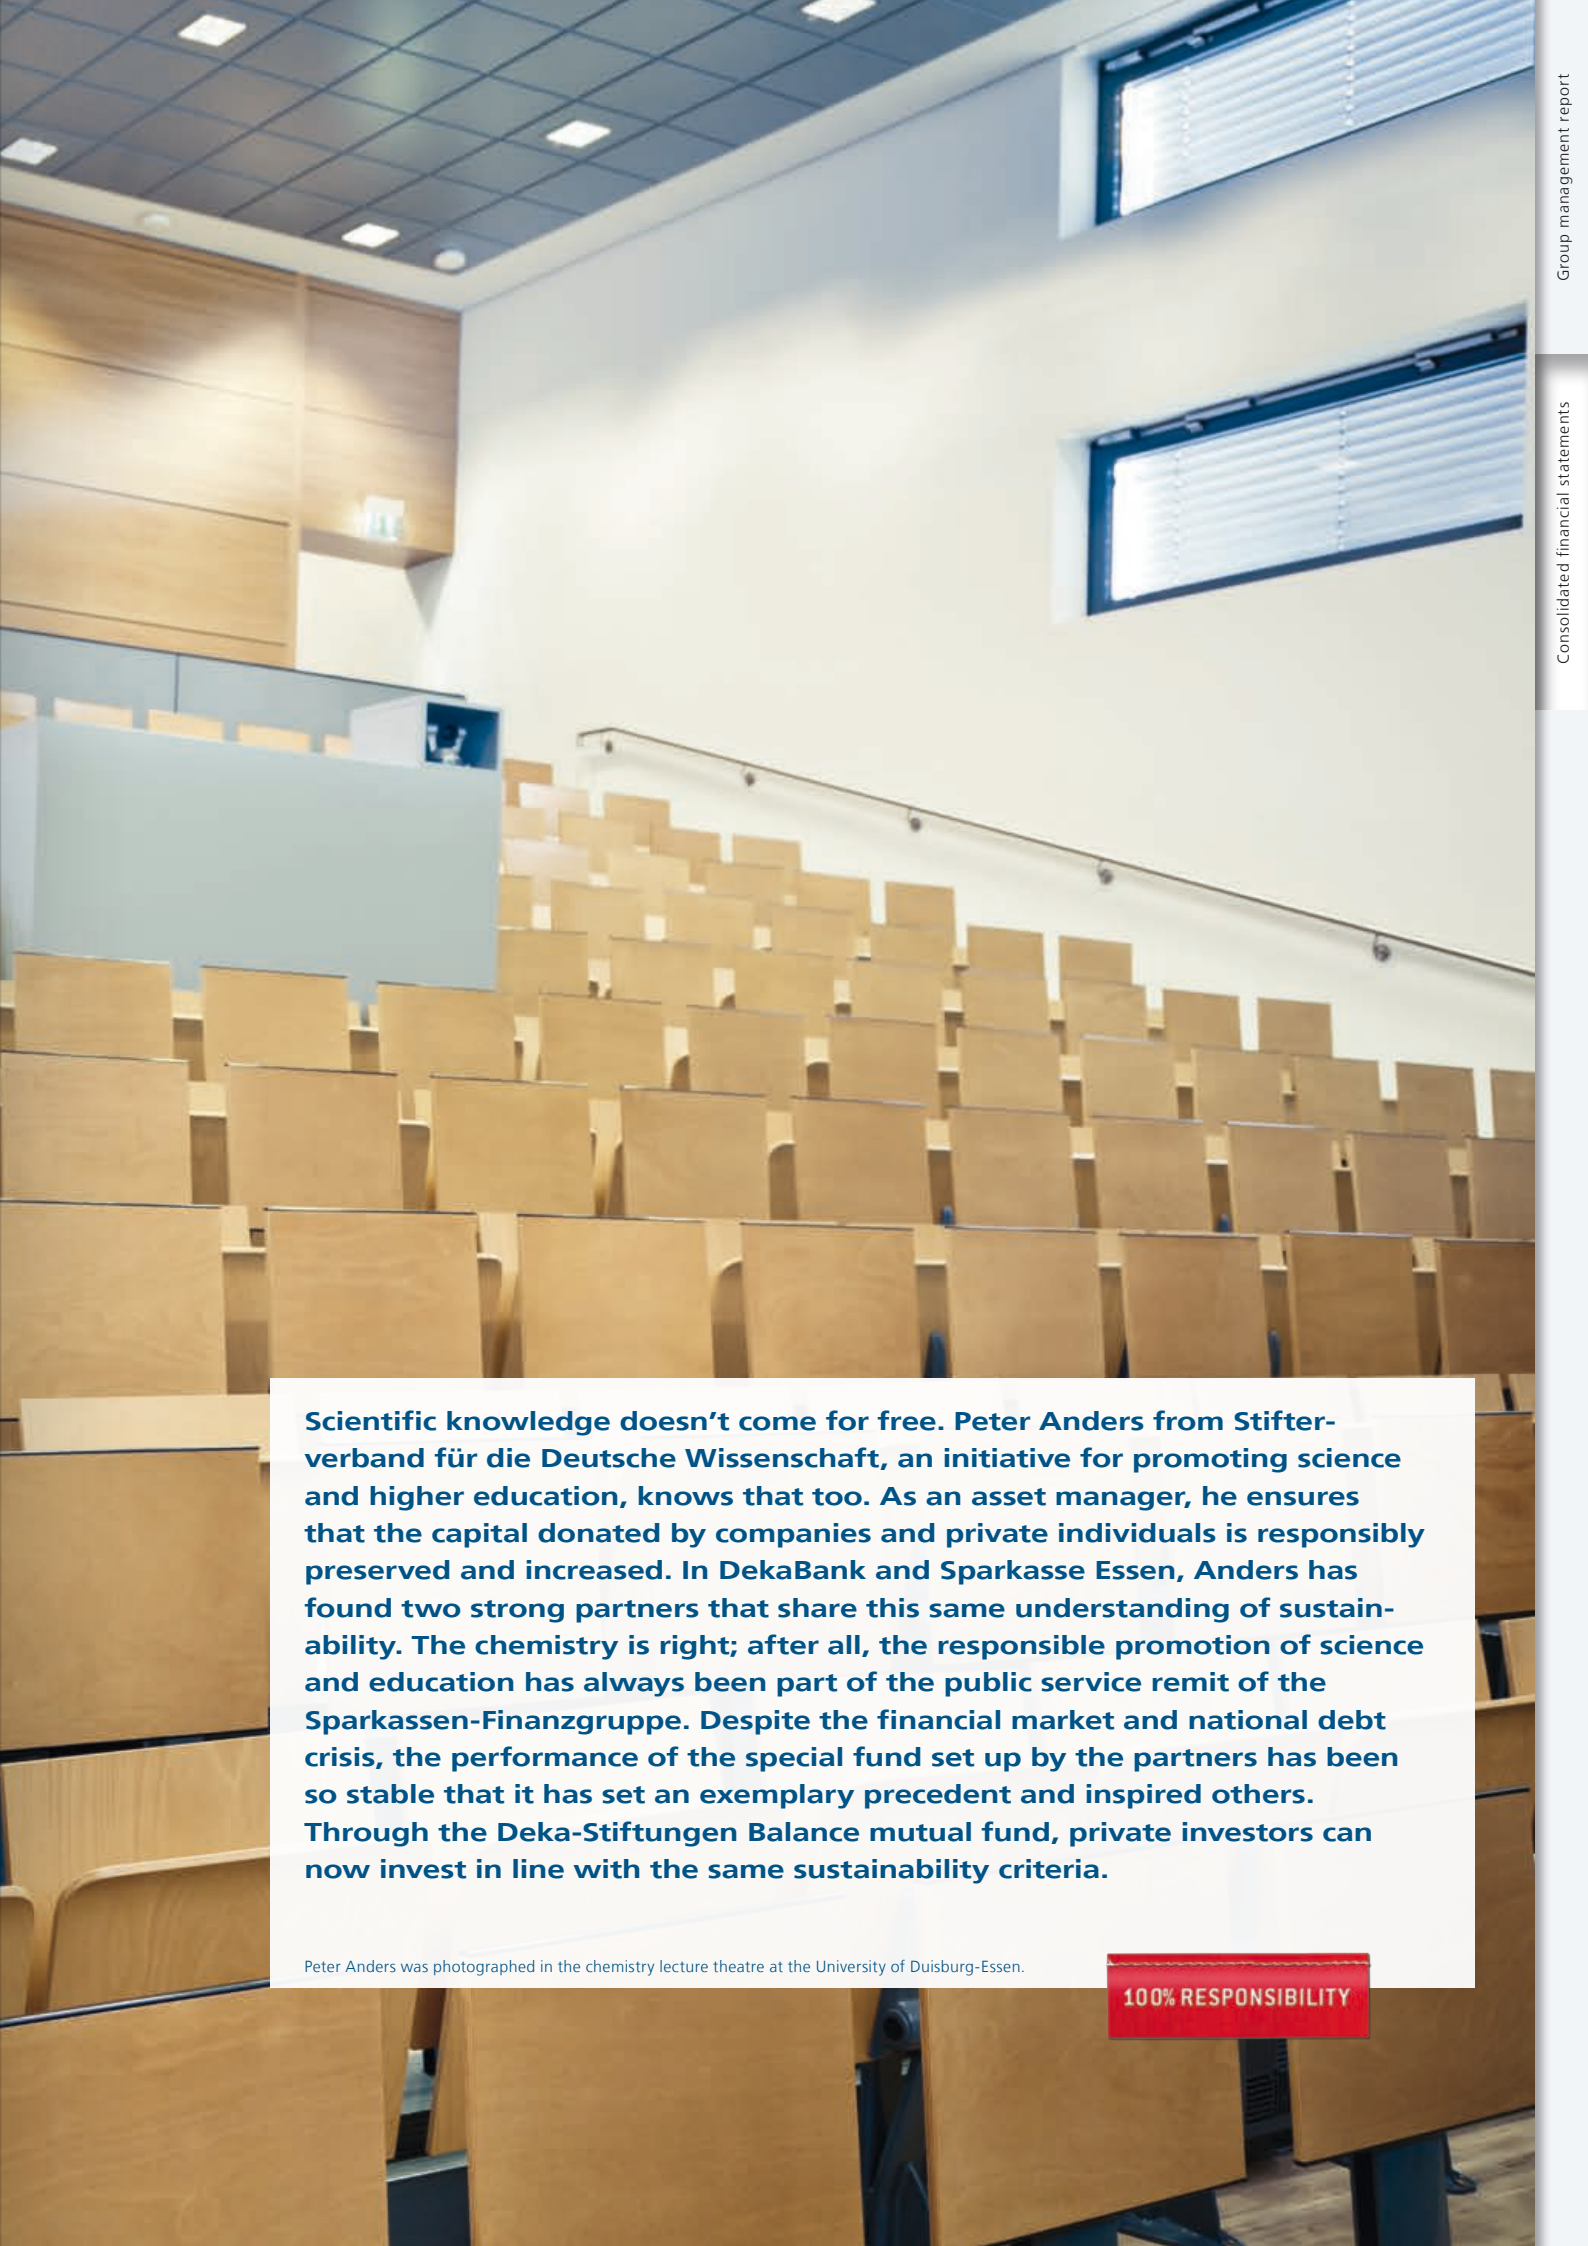 Group management report
Consolidated financial statements
Scientific knowledge doesn’t come for free. Peter Anders from Stifter-
verband für die Deutsche Wissenschaft, an initiative for promoting science
and higher education, knows that too. As an asset manager, he ensures
that the capital donated by companies and private individuals is responsibly
preserved and increased. In DekaBank and Sparkasse Essen, Anders has
found two strong partners that share this same understanding of sustain-
ability. The chemistry is right; after all, the responsible promotion of science
and education has always been part of the public service remit of the
Sparkassen-Finanzgruppe. Despite the financial market and national debt
crisis, the performance of the special fund set up by the partners has been
so stable that it has set an exemplary precedent and inspired others.
Through the Deka-Stiftungen Balance mutual fund, private investors can
now invest in line with the same sustainability criteria.
Peter Anders was photographed in the chemistry lecture theatre at the University of Duisburg-Essen.
100% RESPONSIBILITY